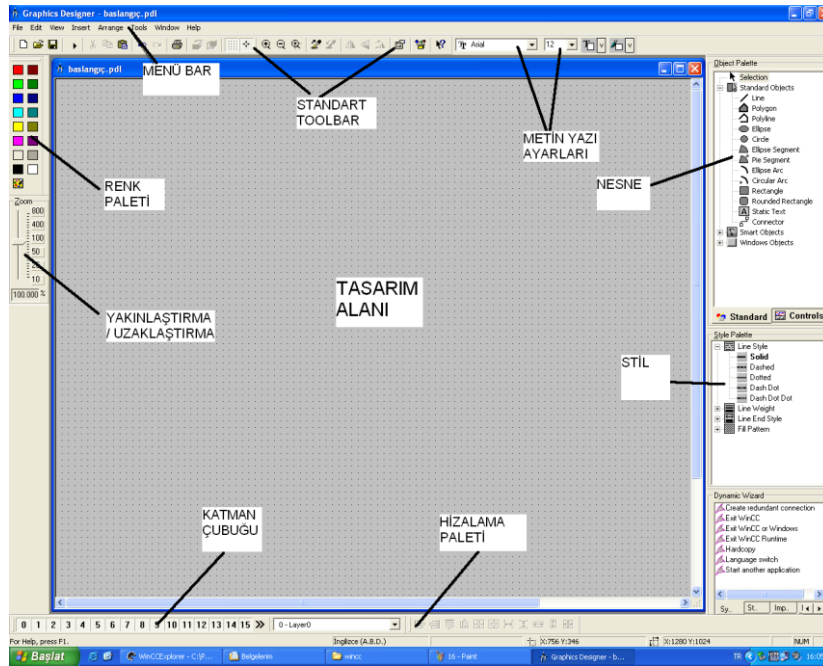 Graphics Designer - baslangıç.pdl
File Edit View Insert Arrange Tools Window Help
Arial 12
baslangıç.pdl
MENÜ BAR
STANDART
TOOLBAR
METİN YAZI
AYARLARI
NESNE
RENK
PALETİ
Zoom
800
400
100
50
25
10
100.000 %
YAKINLAŞTIRMA
/ UZAKLAŞTIRMA
TASARIM
ALANI
STİL
KATMAN
ÇUBUĞU
HİZALAMA
PALETİ
Object Palette
Selection
Standard Objects
Line
Polygon
Polyline
Ellipse
Circle
Ellipse Segment
Pie Segment
Ellipse Arc
Circular Arc
Rectangle
Rounded Rectangle
Static Text
Connector
Smart Objects
Windows Objects
Standard Controls
Style Palette
Line Style
Solid
Dashed
Dotted
Dash Dot
Dash Dot Dot
Line Weight
Line End Style
Fill Pattern
Dynamic Wizard
Create redundant connection
Exit WinCC
Exit WinCC or Windows
Exit WinCC Runtime
Hardcopy
Language switch
Start another application
Sy.. St.. Imp..
0 1 2 3 4 5 6 7 8 9 10 11 12 13 14 15 0 - Layer0
For Help, press F1. İngilizce (A.B.D.) X:756 Y:346 X:1280 Y:1024 NUM
Başlat WinCCExplorer - C:\P... Belgelerim wincc 16 - Paint Graphics Designer - b... TR 16:05